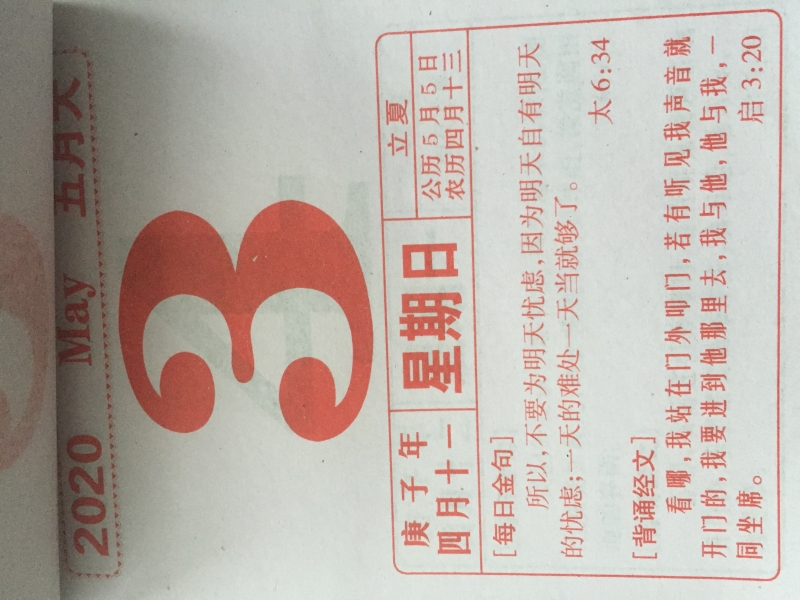 2020 May 五月大
3
庚子年
四月十一
星期日
立夏
公历5月5日
农历四月十三
[每日金句]
所以,不要为明天忧虑,因为明天自有明天
的忧虑;一天的难处一天当就够了。
太6:34
[背诵经文]
看哪,我站在门外叩门,若有听见我声音就
开门的,我要进到他那里去,我与他,他与我,一
同坐席。
启3:20